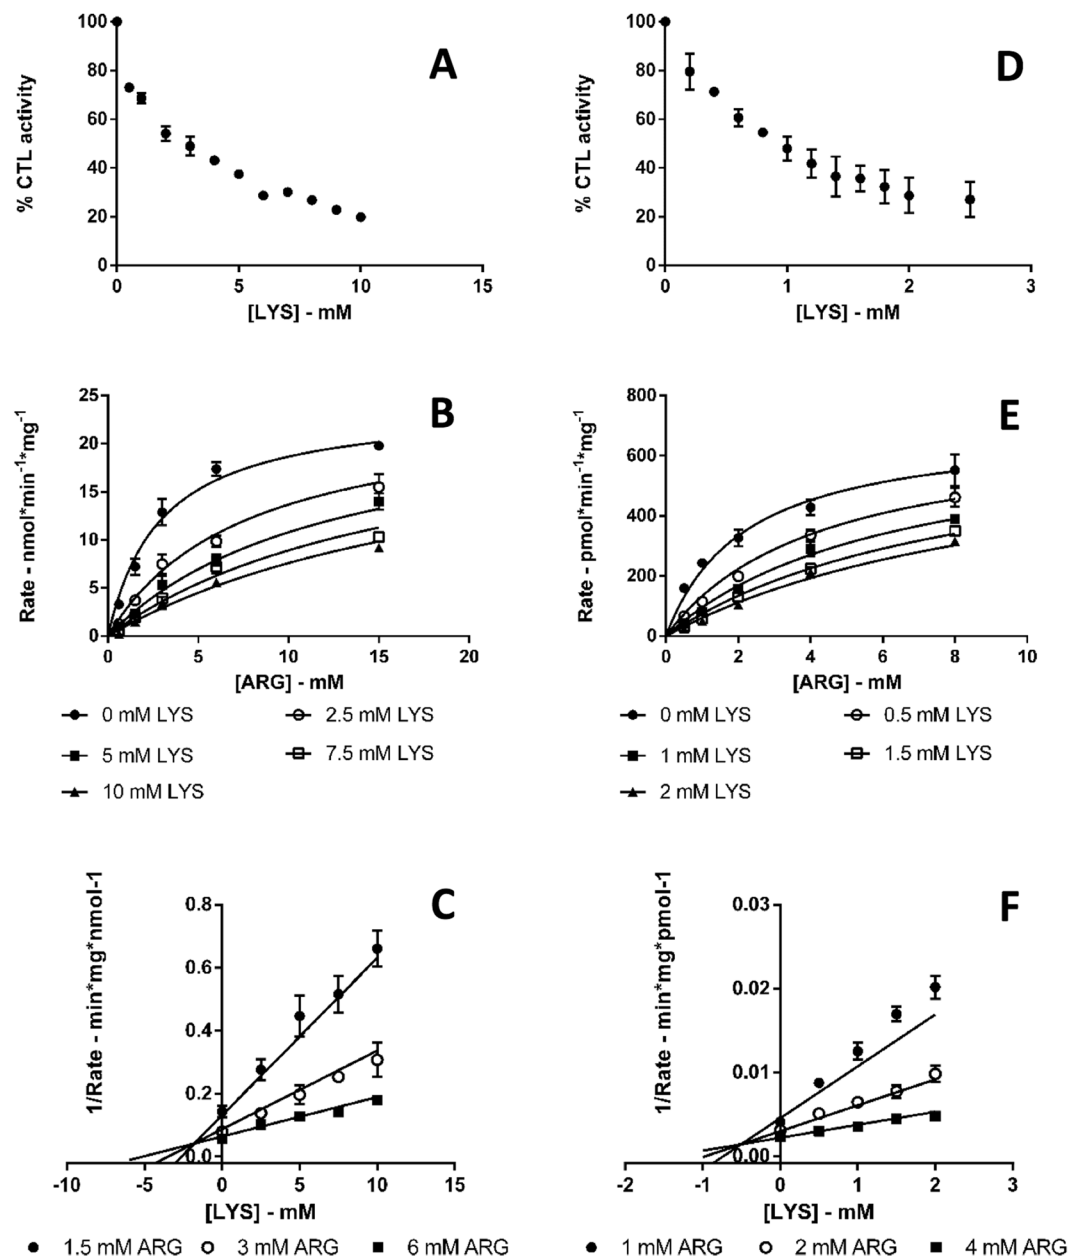 A
% CTL activity
100
80
60
40
20
0
0 5 10 15
[LYS] - mM
D
% CTL activity
100
80
60
40
20
0
0 1 2 3
[LYS] - mM
B
Rate - nmol*min-1*mg-1
25
20
15
10
5
0
0 5 10 15 20
[ARG] - mM
0 mM LYS 2.5 mM LYS
5 mM LYS 7.5 mM LYS
10 mM LYS
E
Rate - pmol*min-1*mg-1
800
600
400
200
0
0 2 4 6 8 10
[ARG] - mM
0 mM LYS 0.5 mM LYS
1 mM LYS 1.5 mM LYS
2 mM LYS
C
1/Rate - min*mg*nmol-1
0.8
0.6
0.4
0.2
0.0
-10 -5 0 5 10 15
[LYS] - mM
1.5 mM ARG 3 mM ARG 6 mM ARG
F
1/Rate - min*mg*pmol-1
0.03
0.02
0.01
0.00
-2 -1 0 1 2 3
[LYS] - mM
1 mM ARG 2 mM ARG 4 mM ARG